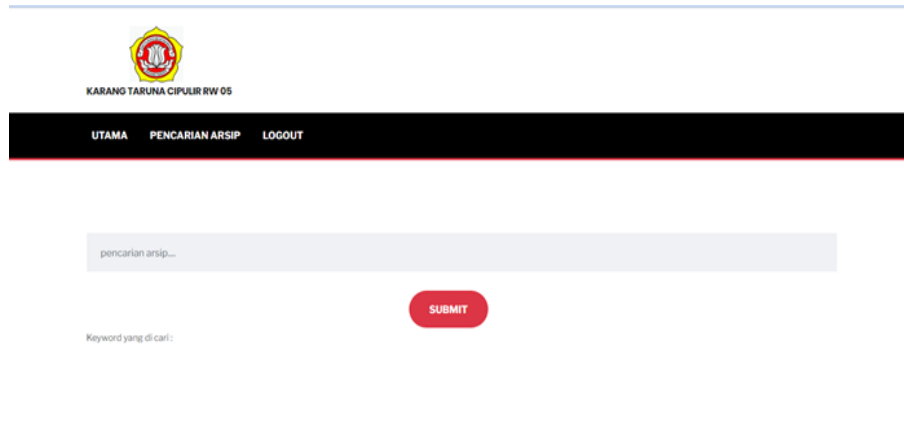 KARANG TARUNA CIPULIR RW 05
UTAMA PENCARIAN ARSIP LOGOUT
pencarian arsip...
SUBMIT
Keyword yang di cari :